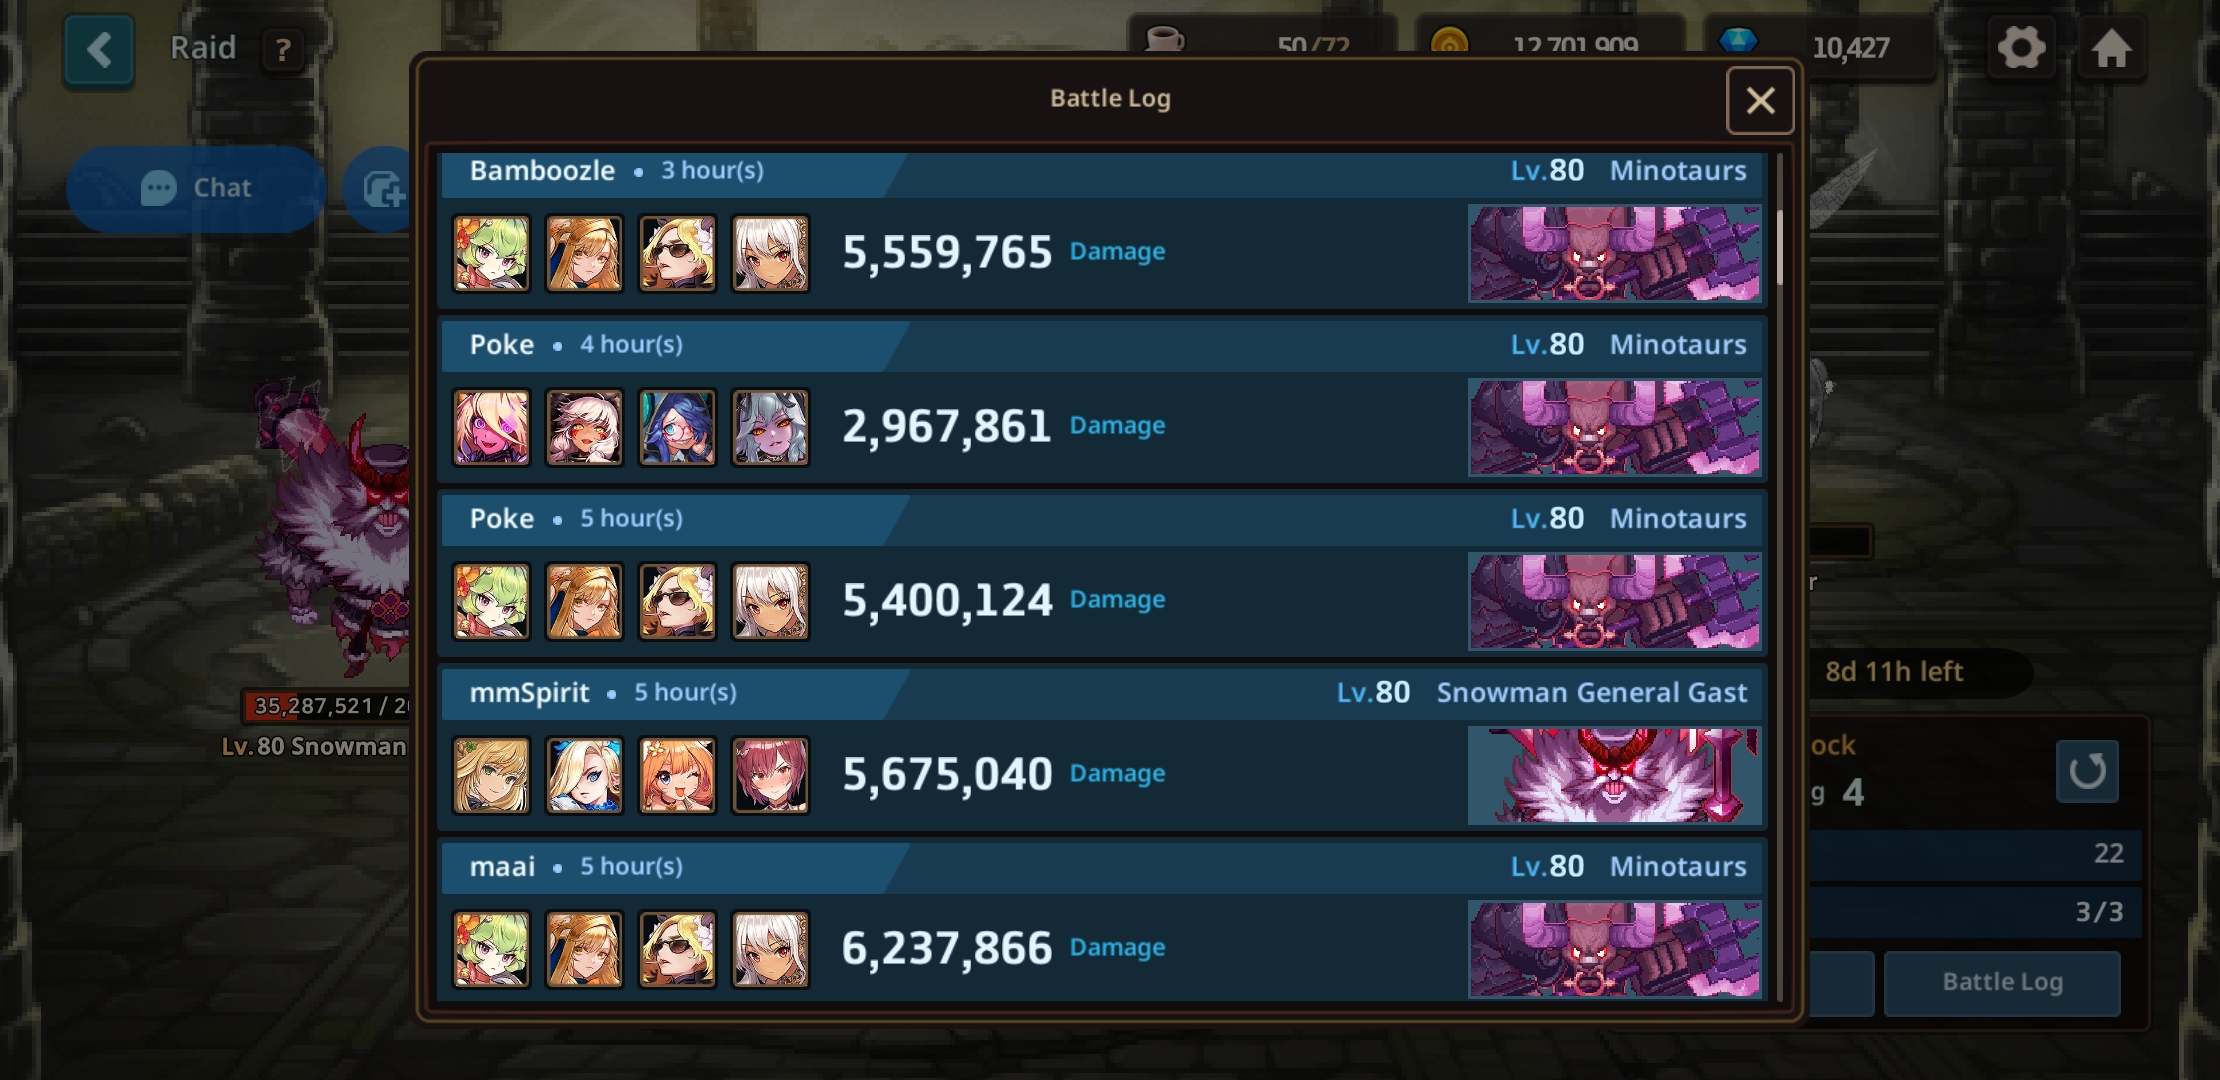 Raid ?
50/72
12,701,909
10,427
Battle Log
Chat
Bamboozle • 3 hour(s) Lv.80 Minotaurs
5,559,765 Damage
Poke • 4 hour(s) Lv.80 Minotaurs
2,967,861 Damage
Poke • 5 hour(s) Lv.80 Minotaurs
5,400,124 Damage
mmSpirit • 5 hour(s) Lv.80 Snowman General Gast
5,675,040 Damage
maai • 5 hour(s) Lv.80 Minotaurs
6,237,866 Damage
35,287,521 / 2
Lv.80 Snowman
r
8d 11h left
ock
g 4
22
3/3
Battle Log